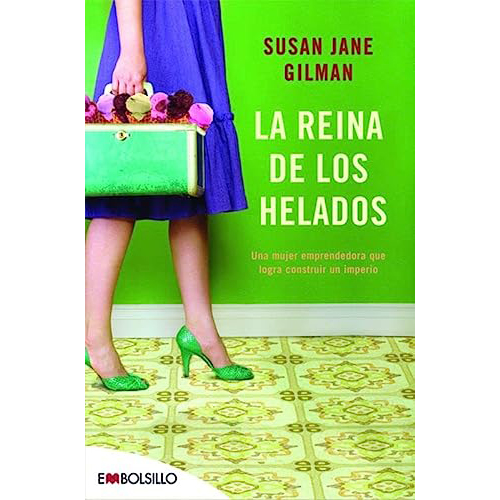 SUSAN JANE
GILMAN
LA REINA
DE LOS
HELADOS
Una mujer emprendedora que
logra construir un imperio
EMBOLSILLO